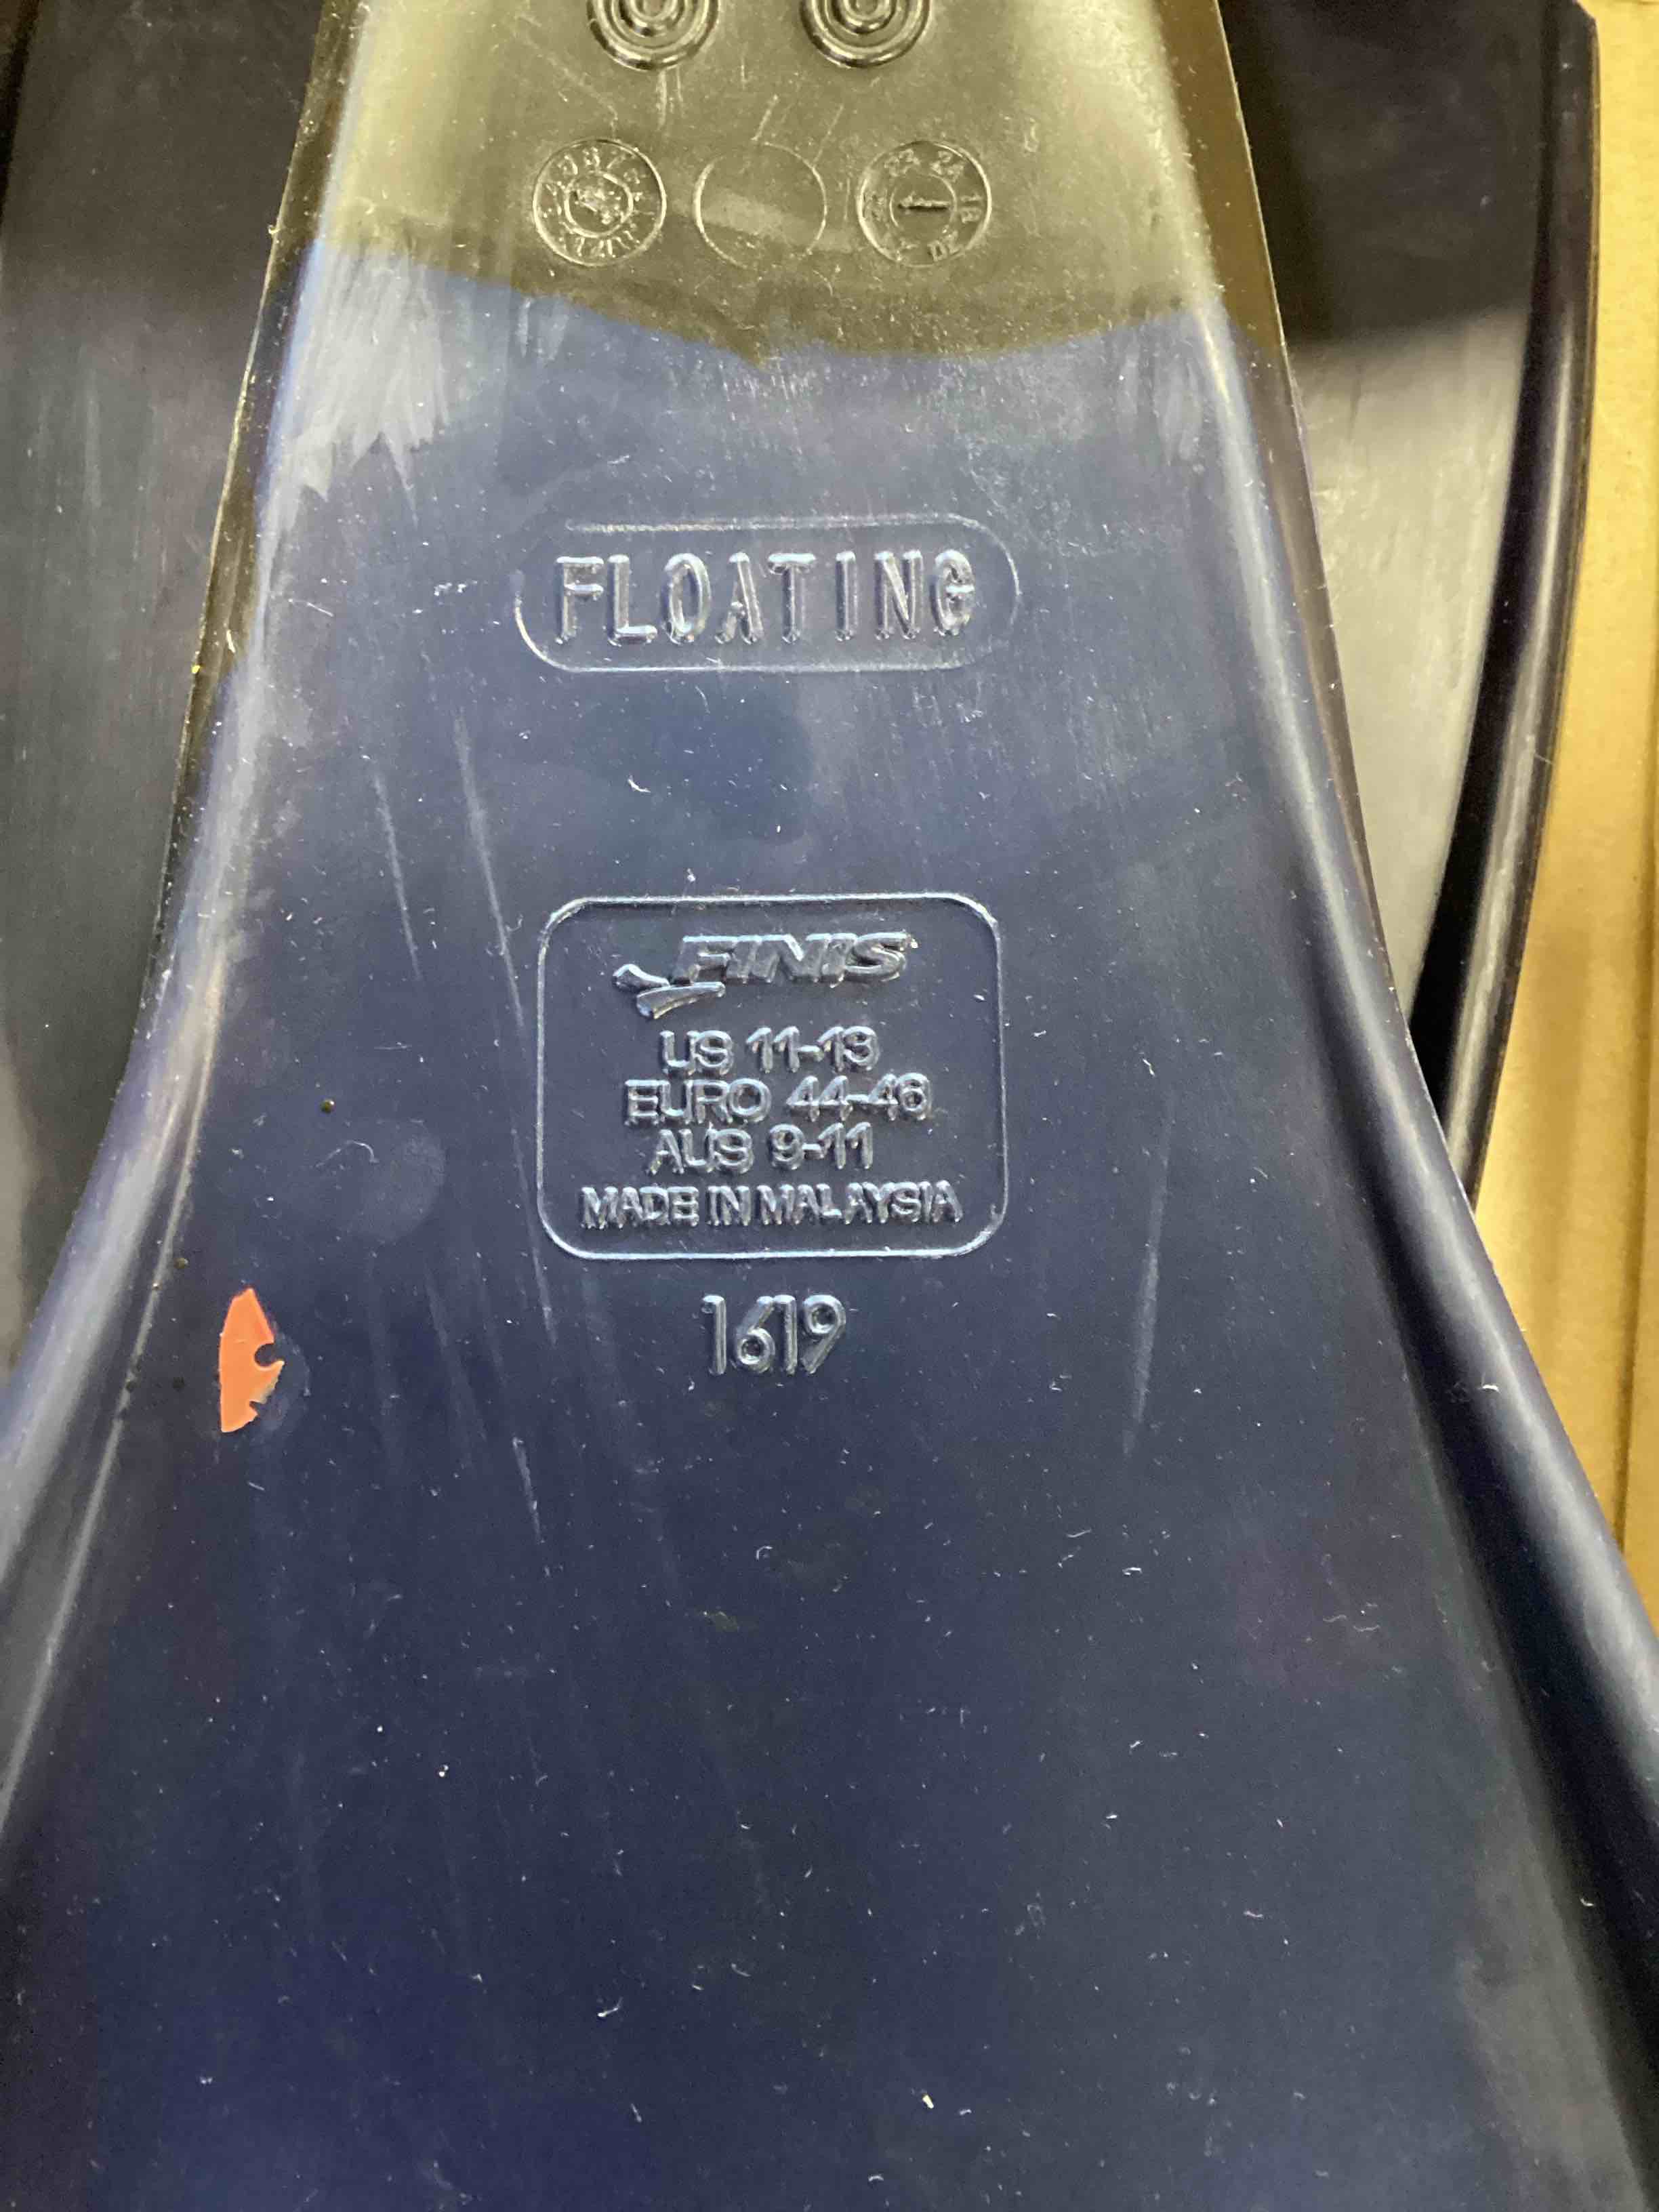 FLOATING
FINIS
US 11-13
EURO 44-46
AUS 9-11
MADE IN MALAYSIA
1619